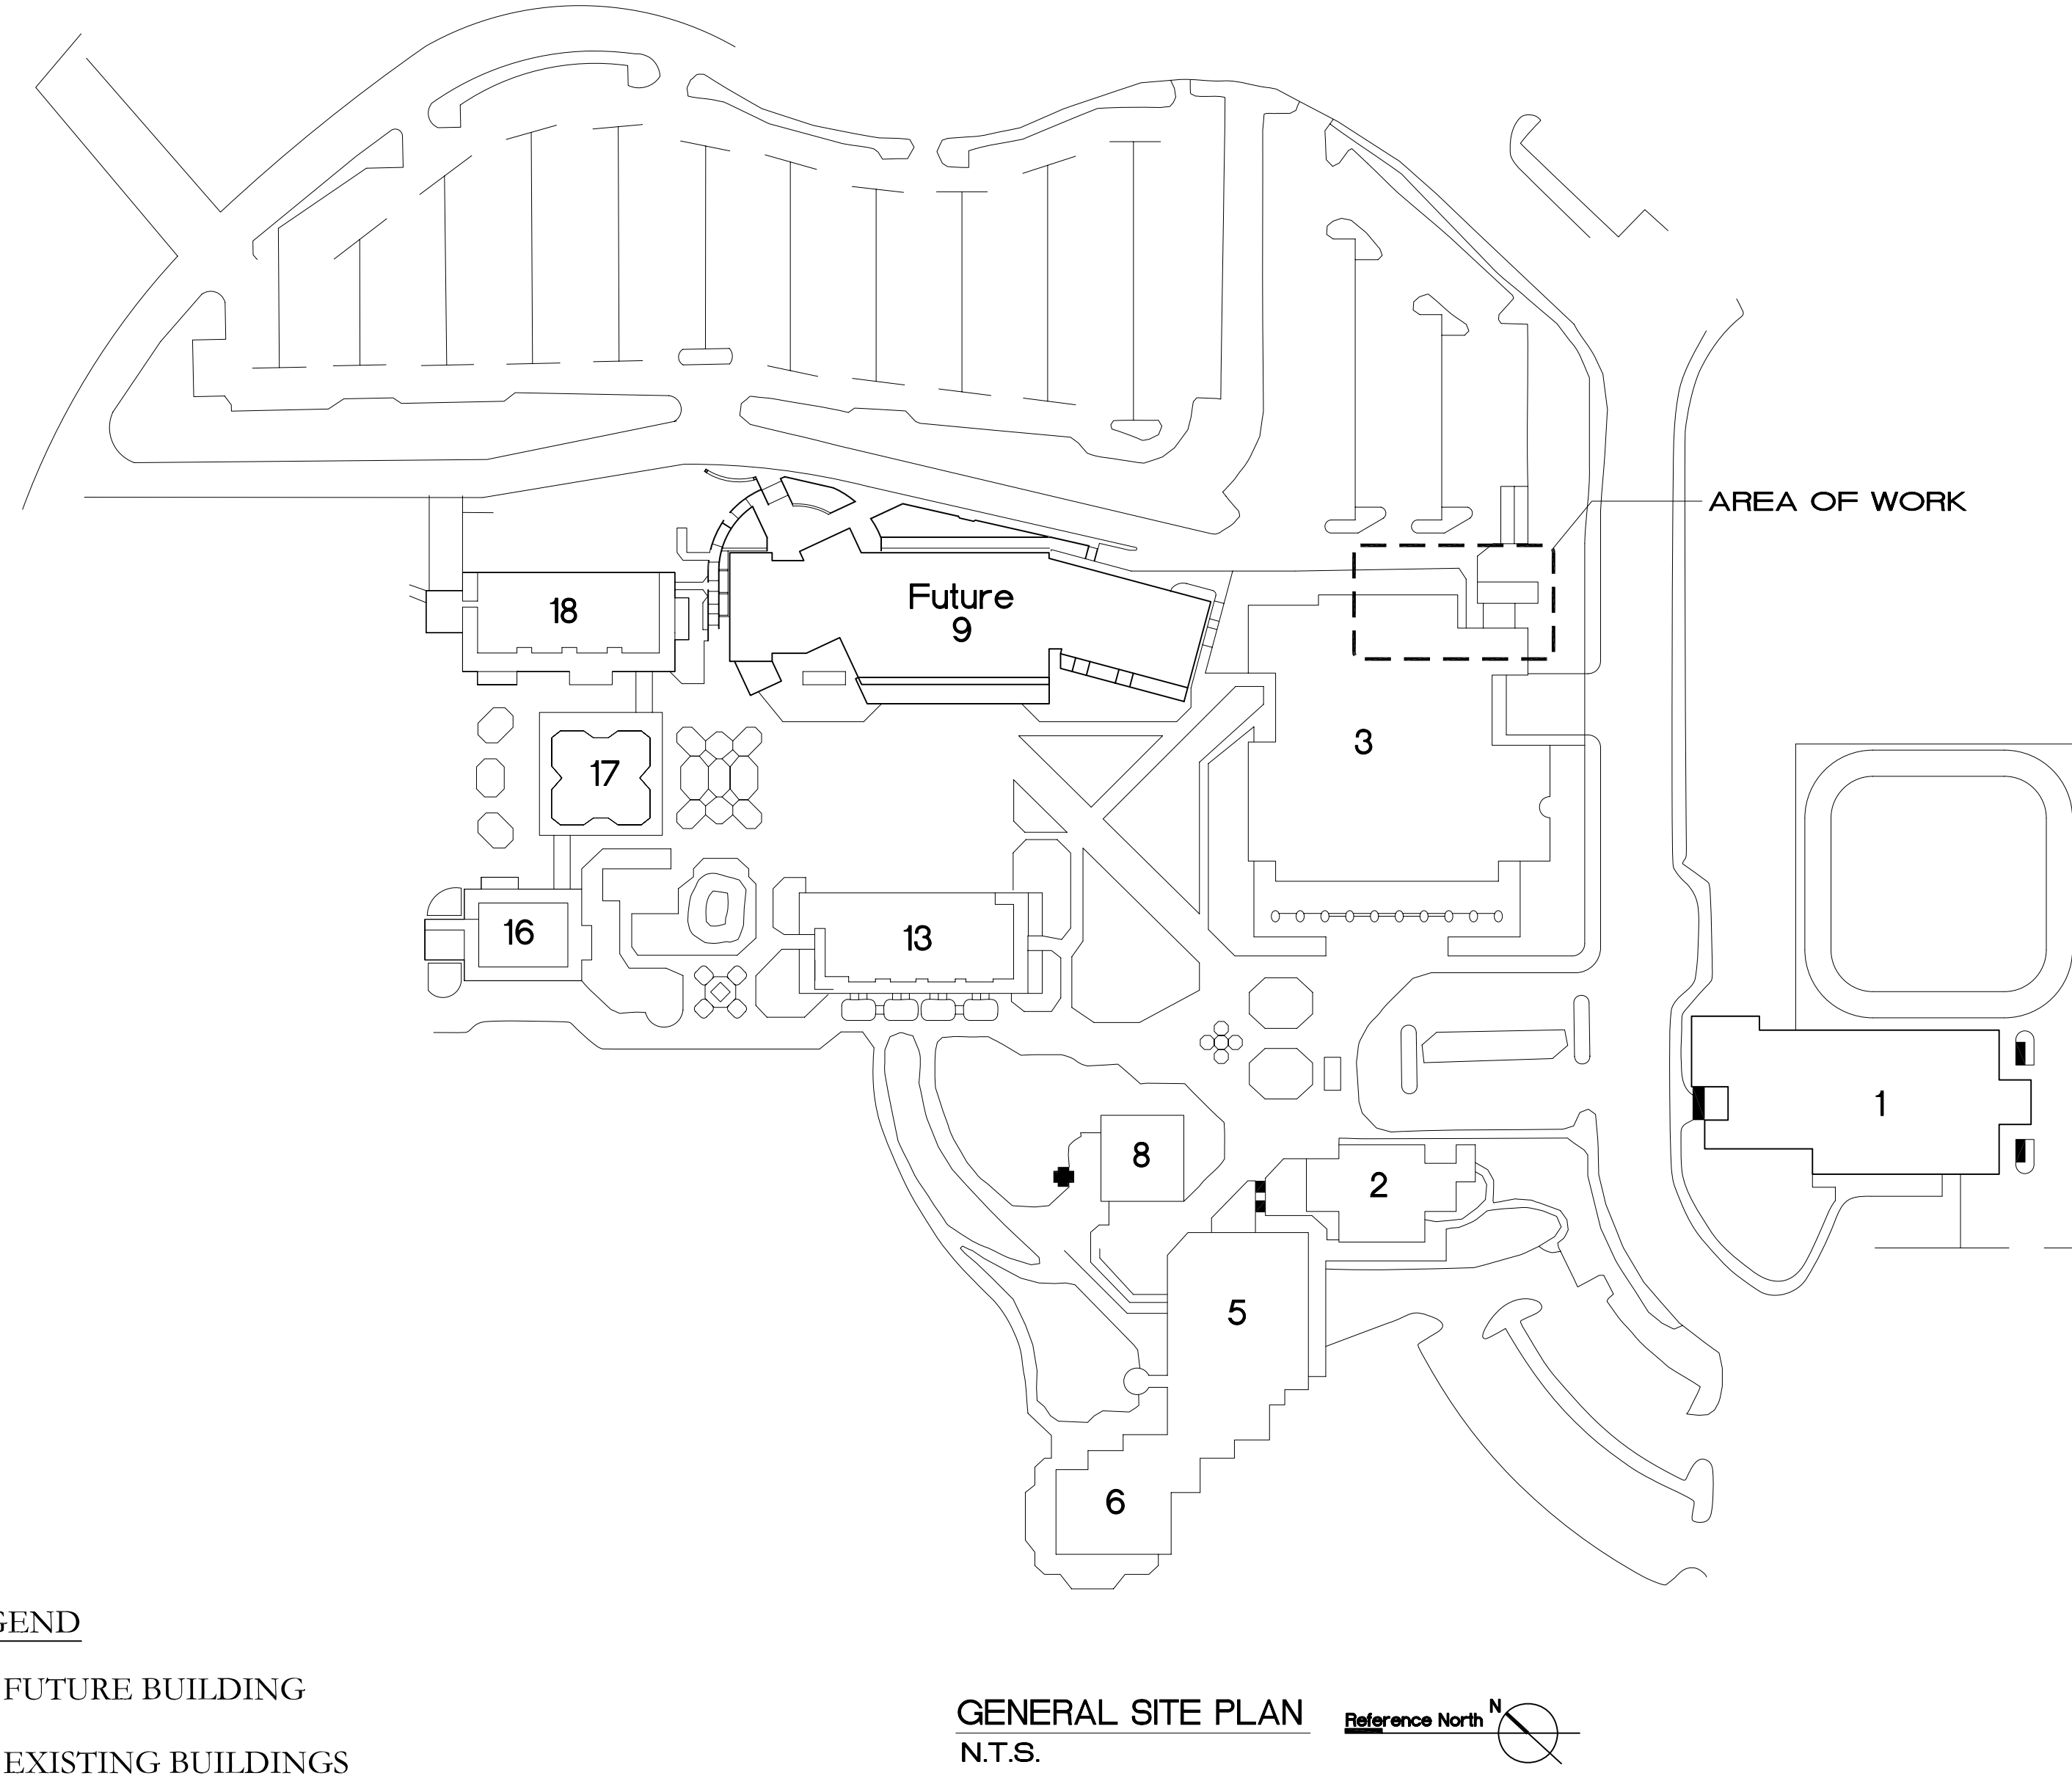 AREA OF WORK
Future
9
18
3
17
16
13
1
8
2
5
6
GEND
FUTURE BUILDING
EXISTING BUILDINGS
GENERAL SITE PLAN
N.T.S.
Reference North
N